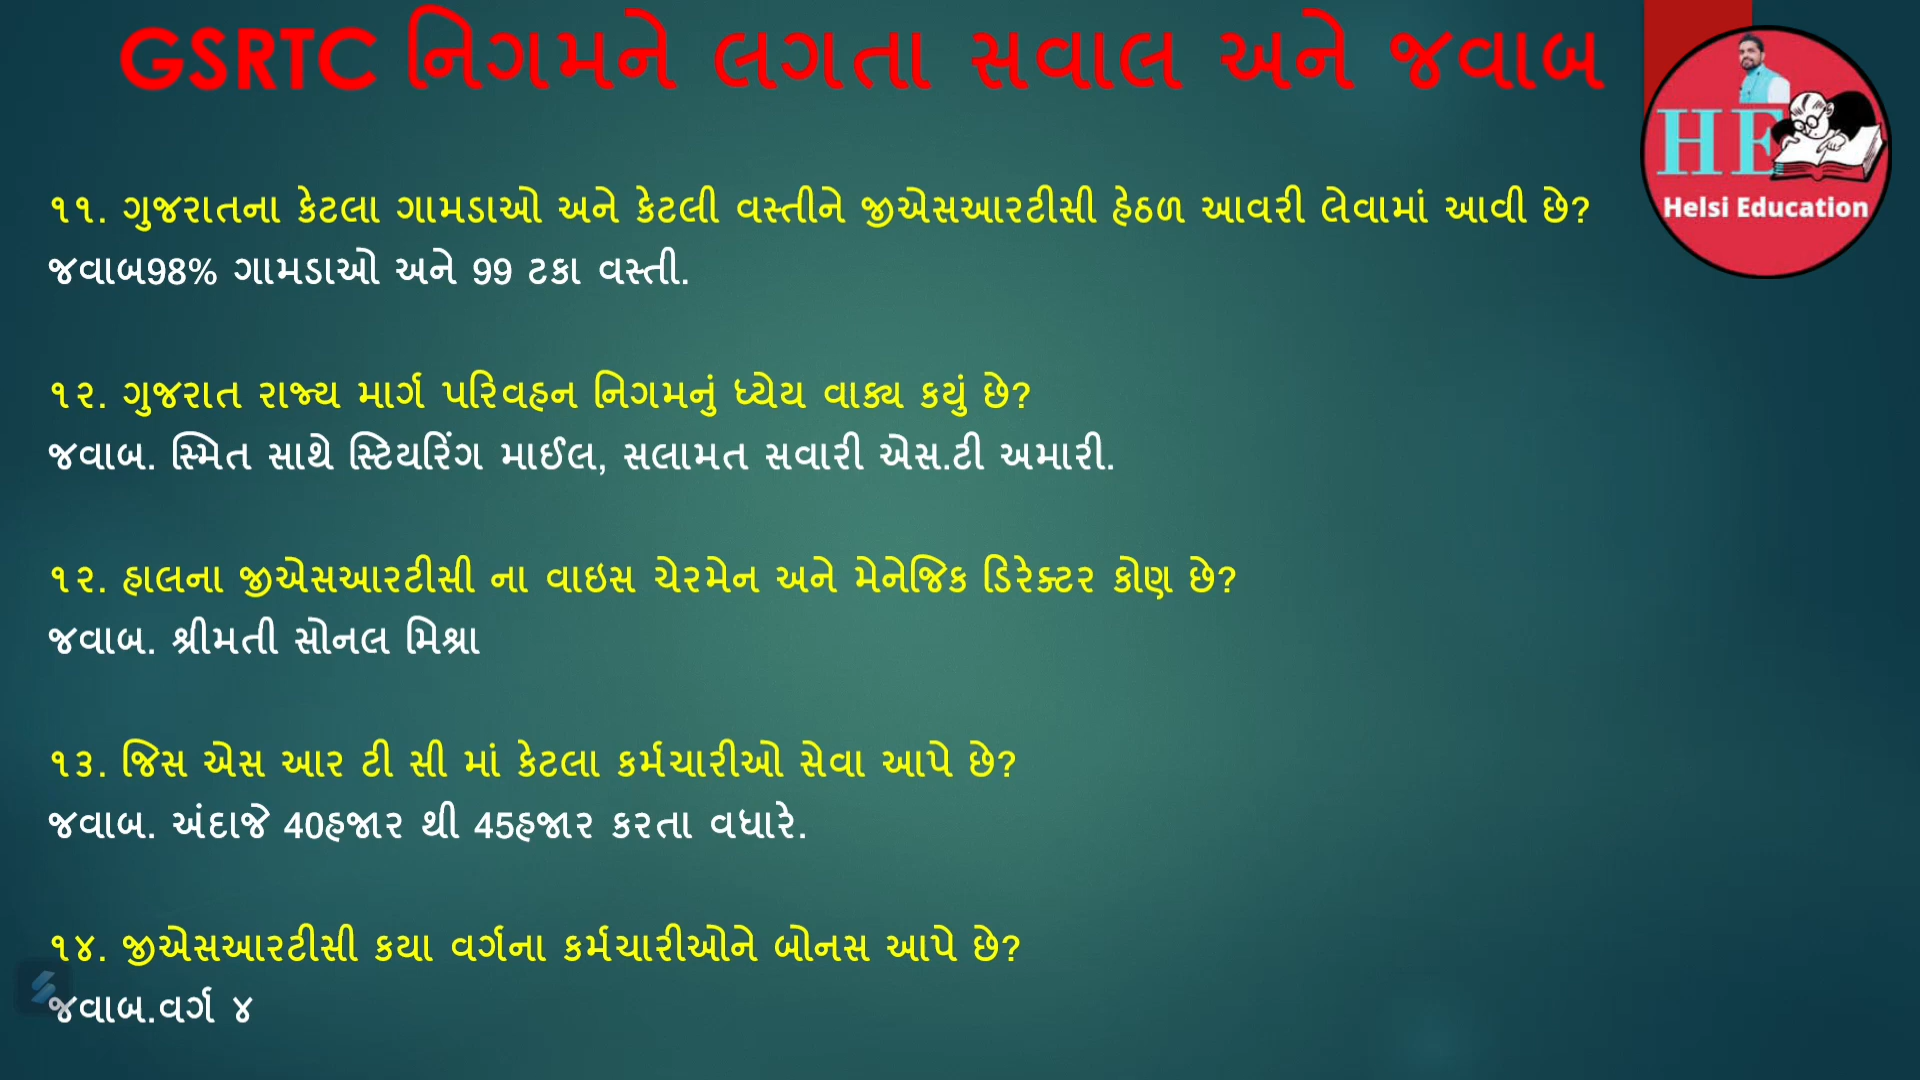 GSRTC નિગમને લગતા સવાલ અને જવાબ
HE
Helsi Education
૧૧. ગુજરાતના કેટલા ગામડાઓ અને કેટલી વસ્તીને જીએસઆરટીસી હેઠળ આવરી લેવામાં આવી છે?
જવાબ98% ગામડાઓ અને 99 ટકા વસ્તી.
૧૨. ગુજરાત રાજ્ય માર્ગ પરિવહન નિગમનું ધ્યેય વાક્ય કયું છે?
જવાબ. સ્મિત સાથે સ્ટિયરિંગ માઈલ, સલામત સવારી એસ.ટી અમારી.
૧૨. હાલના જીએસઆરટીસી ના વાઇસ ચેરમેન અને મેનેજિક ડિરેક્ટર કોણ છે?
જવાબ. શ્રીમતી સોનલ મિશ્રા
૧૩. જિસ એસ આર ટી સી માં કેટલા કર્મચારીઓ સેવા આપે છે?
જવાબ. અંદાજે 40હજાર થી 45હજાર કરતા વધારે.
૧૪. જીએસઆરટીસી કયા વર્ગના કર્મચારીઓને બોનસ આપે છે?
જવાબ.વર્ગ ૪